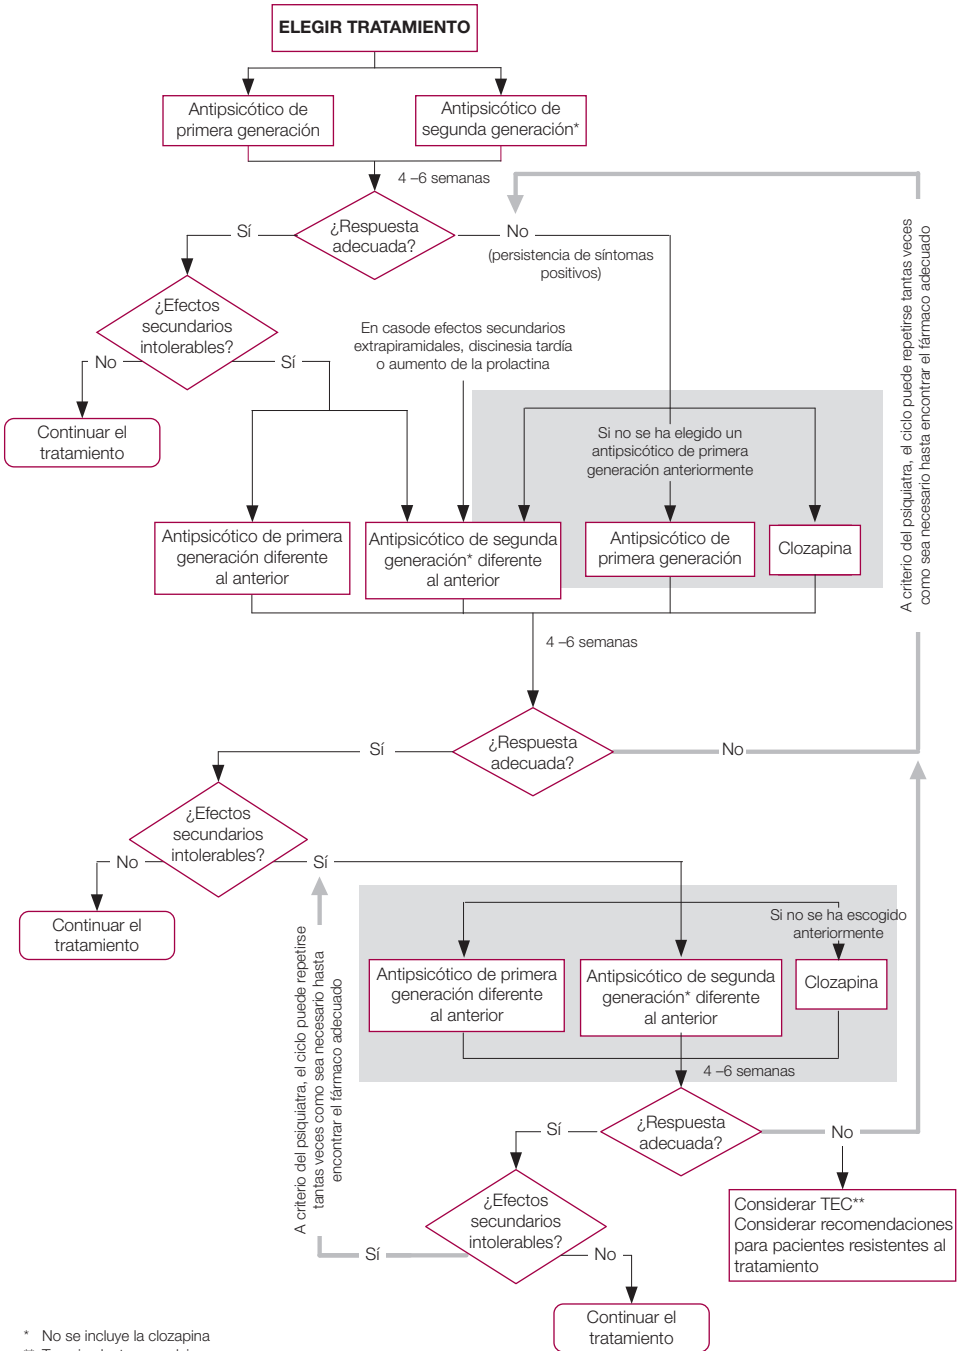 ELEGIR TRATAMIENTO
Antipsicótico de
primera generación
Antipsicótico de
segunda generación*
4 –6 semanas
¿Respuesta
adecuada?
Sí
No
(persistencia de síntomas
positivos)
¿Efectos
secundarios
intolerables?
No
Sí
Continuar el
tratamiento
En casode efectos secundarios
extrapiramidales, discinesia tardía
o aumento de la prolactina
Si no se ha elegido un
antipsicótico de primera
generación anteriormente
Antipsicótico de primera
generación diferente
al anterior
Antipsicótico de segunda
generación* diferente
al anterior
Antipsicótico de
primera generación
Clozapina
A criterio del psiquiatra, el ciclo puede repetirse tantas veces
como sea necesario hasta encontrar el fármaco adecuado
4 –6 semanas
¿Respuesta
adecuada?
Sí
No
¿Efectos
secundarios
intolerables?
No
Sí
Continuar el
tratamiento
A criterio del psiquiatra, el ciclo puede repetirse
tantas veces como sea necesario hasta
encontrar el fármaco adecuado
Si no se ha escogido
anteriormente
Antipsicótico de primera
generación diferente
al anterior
Antipsicótico de segunda
generación* diferente
al anterior
Clozapina
4 –6 semanas
¿Respuesta
adecuada?
Sí
No
¿Efectos
secundarios
intolerables?
Sí
No
Considerar TEC**
Considerar recomendaciones
para pacientes resistentes al
tratamiento
Continuar el
tratamiento
* No se incluye la clozapina